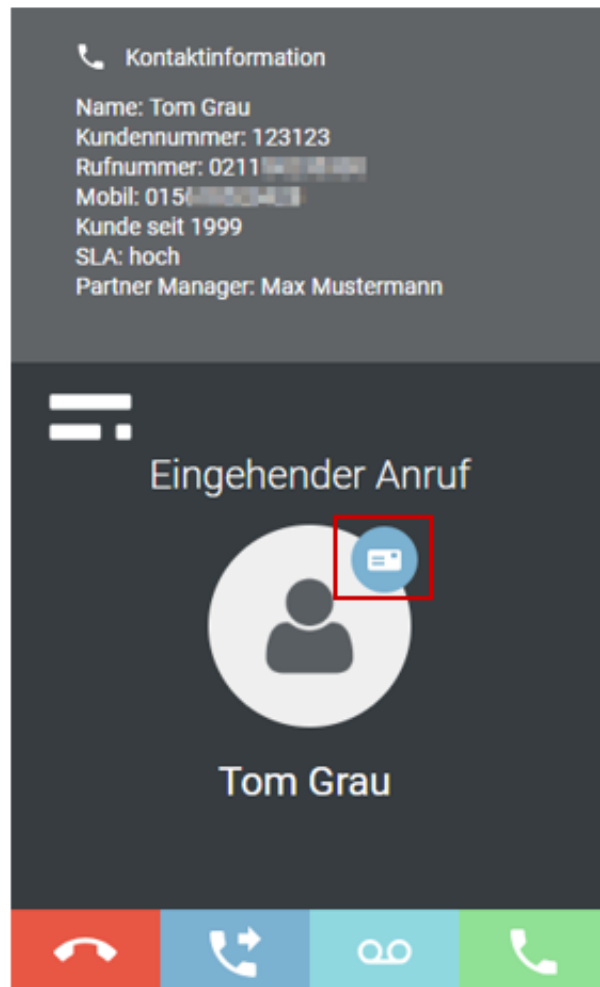 Kontaktinformation
Name: Tom Grau
Kundennummer: 123123
Rufnummer: 0211
Mobil: 015
Kunde seit 1999
SLA: hoch
Partner Manager: Max Mustermann
Eingehender Anruf
Tom Grau